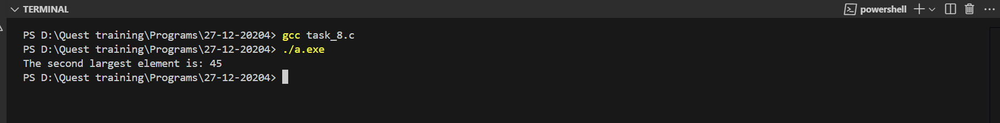 TERMINAL
powershell
PS D:\Quest training\Programs\27-12-20204> gcc task_8.c
PS D:\Quest training\Programs\27-12-20204> ./a.exe
The second largest element is: 45
PS D:\Quest training\Programs\27-12-20204>